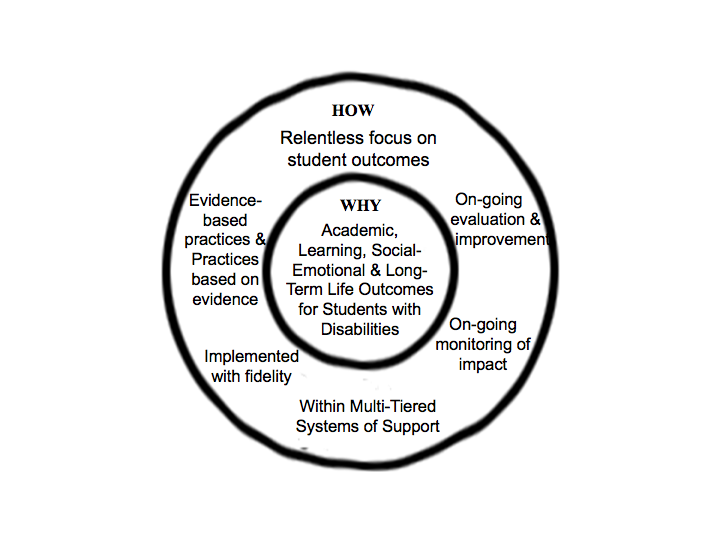 HOW
Relentless focus on
student outcomes
Evidence-
based
practices &
Practices
based on
evidence
WHY
Academic,
Learning, Social-
Emotional & Long-
Term Life Outcomes
for Students with
Disabilities
On-going
evaluation &
improvement
On-going
monitoring of
impact
Implemented
with fidelity
Within Multi-Tiered
Systems of Support